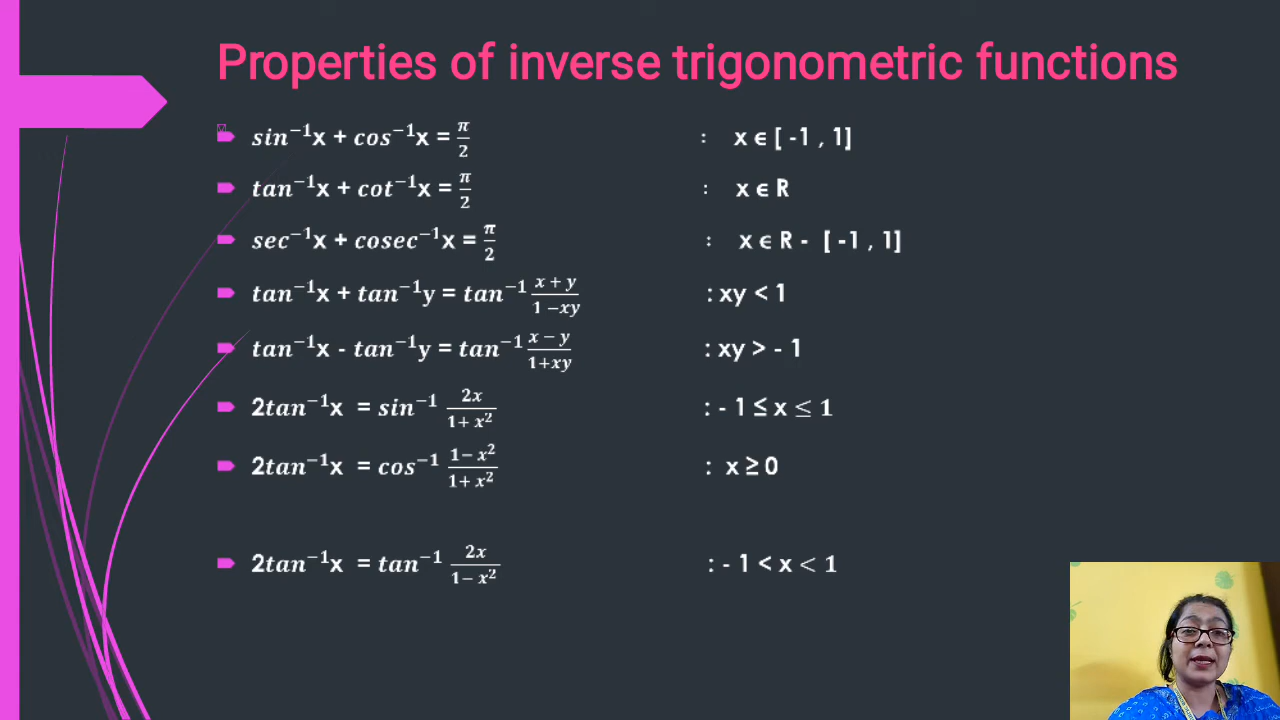 Properties of inverse trigonometric functions
sin⁻¹x + cos⁻¹x = π/2 : x ϵ [ -1 , 1]
tan⁻¹x + cot⁻¹x = π/2 : x ϵ R
sec⁻¹x + cosec⁻¹x = π/2 : x ϵ R - [ -1 , 1]
tan⁻¹x + tan⁻¹y = tan⁻¹ (x + y)/(1 −xy) : xy < 1
tan⁻¹x - tan⁻¹y = tan⁻¹ (x − y)/(1+xy) : xy > - 1
2tan⁻¹x = sin⁻¹ 2x/(1+ x²) : - 1 ≤ x ≤ 1
2tan⁻¹x = cos⁻¹ (1− x²)/(1+ x²) : x ≥ 0
2tan⁻¹x = tan⁻¹ 2x/(1− x²) : - 1 < x < 1